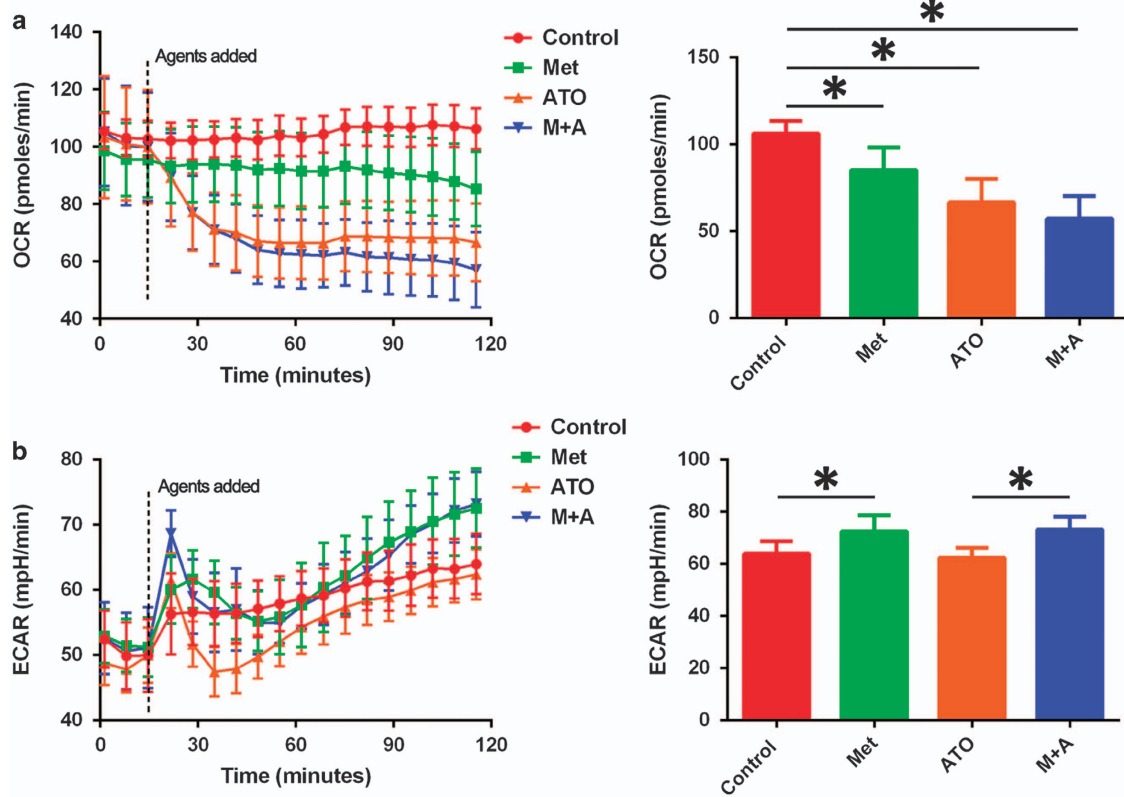 a
140
120
100
80
60
40
OCR (pmoles/min)
0 30 60 90 120
Time (minutes)
Agents added
Control
Met
ATO
M+A
150
100
50
0
OCR (pmoles/min)
* * *
Control Met ATO M+A
b
80
70
60
50
40
ECAR (mpH/min)
0 30 60 90 120
Time (minutes)
Agents added
Control
Met
ATO
M+A
100
80
60
40
20
0
ECAR (mpH/min)
* *
Control Met ATO M+A